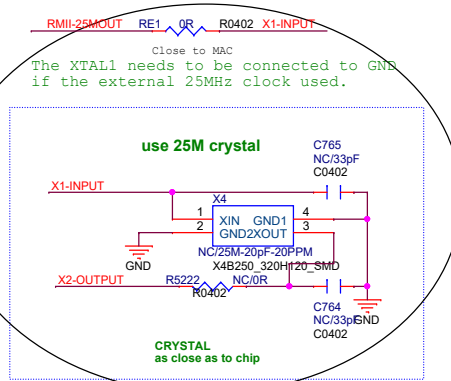 RMII-25MOUT RE1 0R R0402 X1-INPUT
Close to MAC
The XTAL1 needs to be connected to GND
if the external 25MHz clock used.
use 25M crystal
C765
NC/33pF
C0402
X1-INPUT
X4
1 XIN GND1 4
2 GND2 XOUT 3
NC/25M-20pF-20PPM
X4B250_320H120_SMD
GND
X2-OUTPUT R5222 NC/0R
R0402
C764
NC/33pF GND
C0402
CRYSTAL
as close as to chip